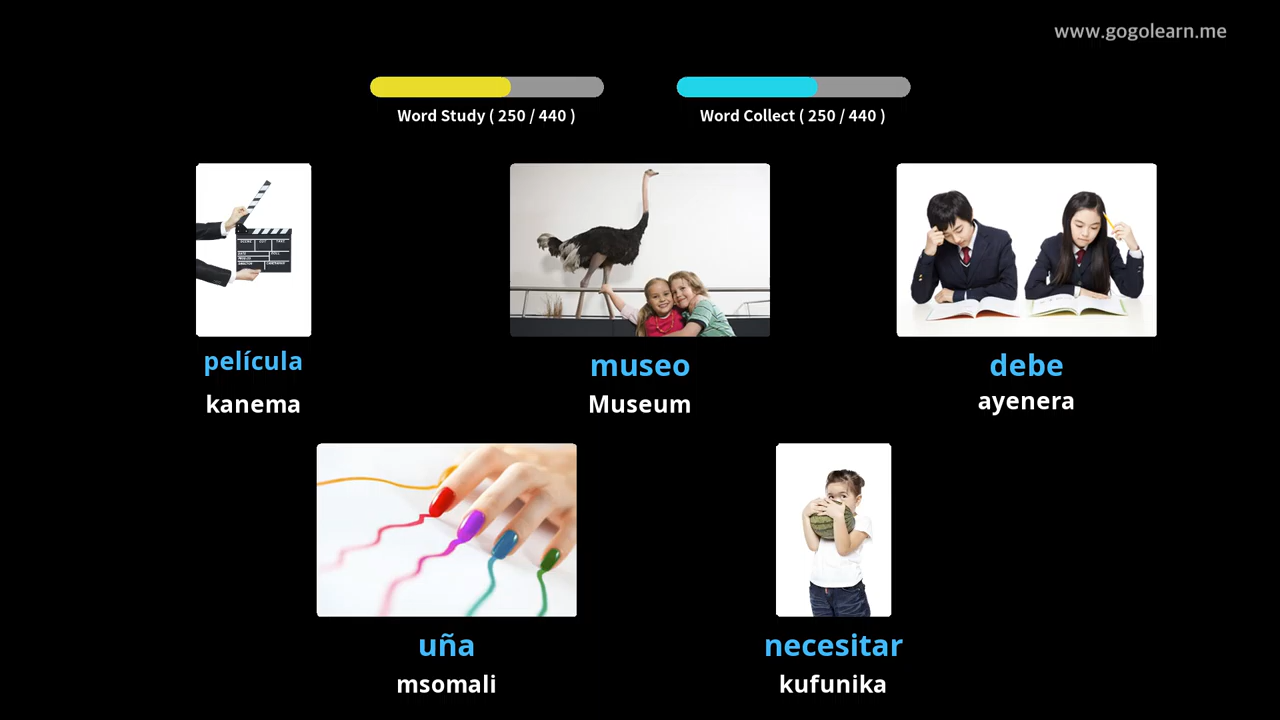 www.gogolearn.me
Word Study ( 250 / 440 )
Word Collect ( 250 / 440 )
película
kanema
museo
Museum
debe
ayenera
uña
msomali
necesitar
kufunika